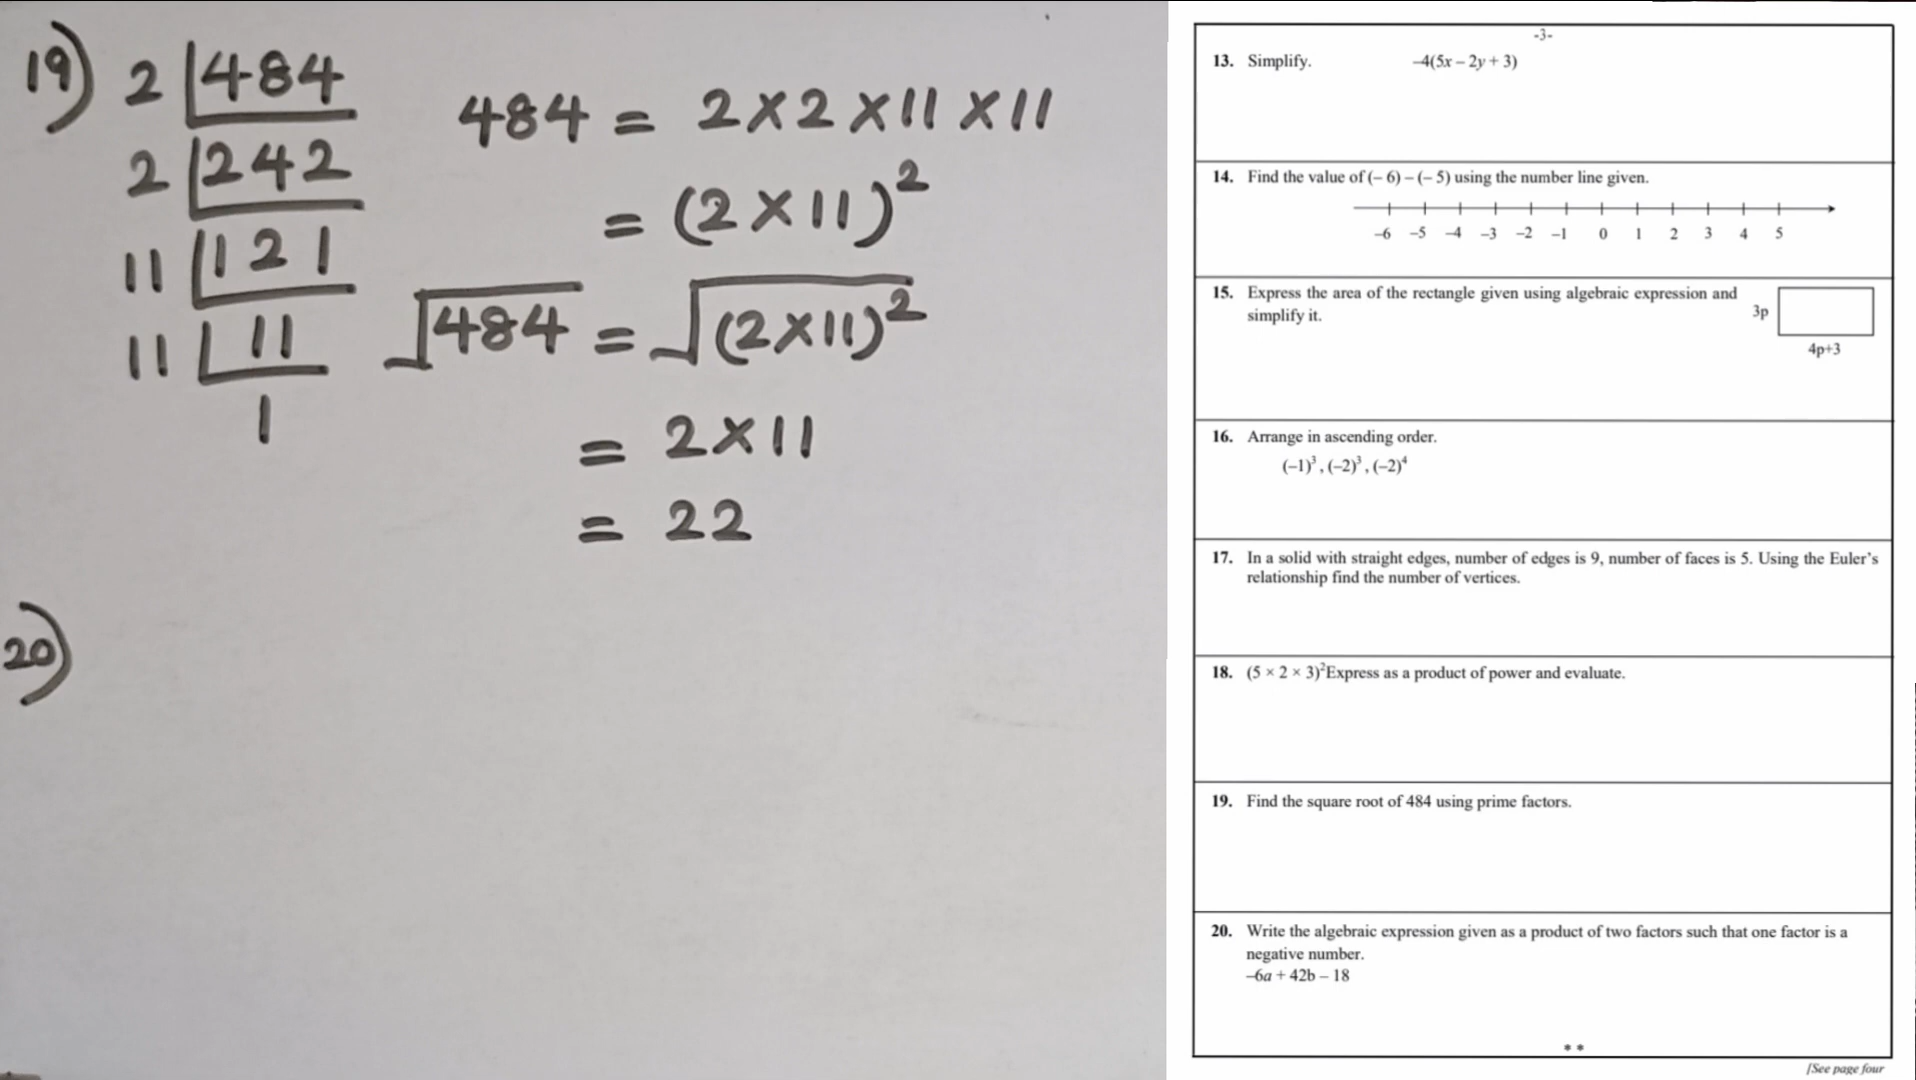 19) 2 484
2 242
11 121
11 11
1
484 = 2 × 2 × 11 × 11
= (2 × 11)²
√484 = √(2×11)²
= 2 × 11
= 22
20)
-3-
13. Simplify. –4(5x – 2y + 3)
14. Find the value of (– 6) – (– 5) using the number line given.
–6 –5 –4 –3 –2 –1 0 1 2 3 4 5
15. Express the area of the rectangle given using algebraic expression and
simplify it.
3p
4p+3
16. Arrange in ascending order.
(–1)³ , (–2)³ , (–2)⁴
17. In a solid with straight edges, number of edges is 9, number of faces is 5. Using the Euler's
relationship find the number of vertices.
18. (5 × 2 × 3)²Express as a product of power and evaluate.
19. Find the square root of 484 using prime factors.
20. Write the algebraic expression given as a product of two factors such that one factor is a
negative number.
–6a + 42b – 18
* *
[See page four